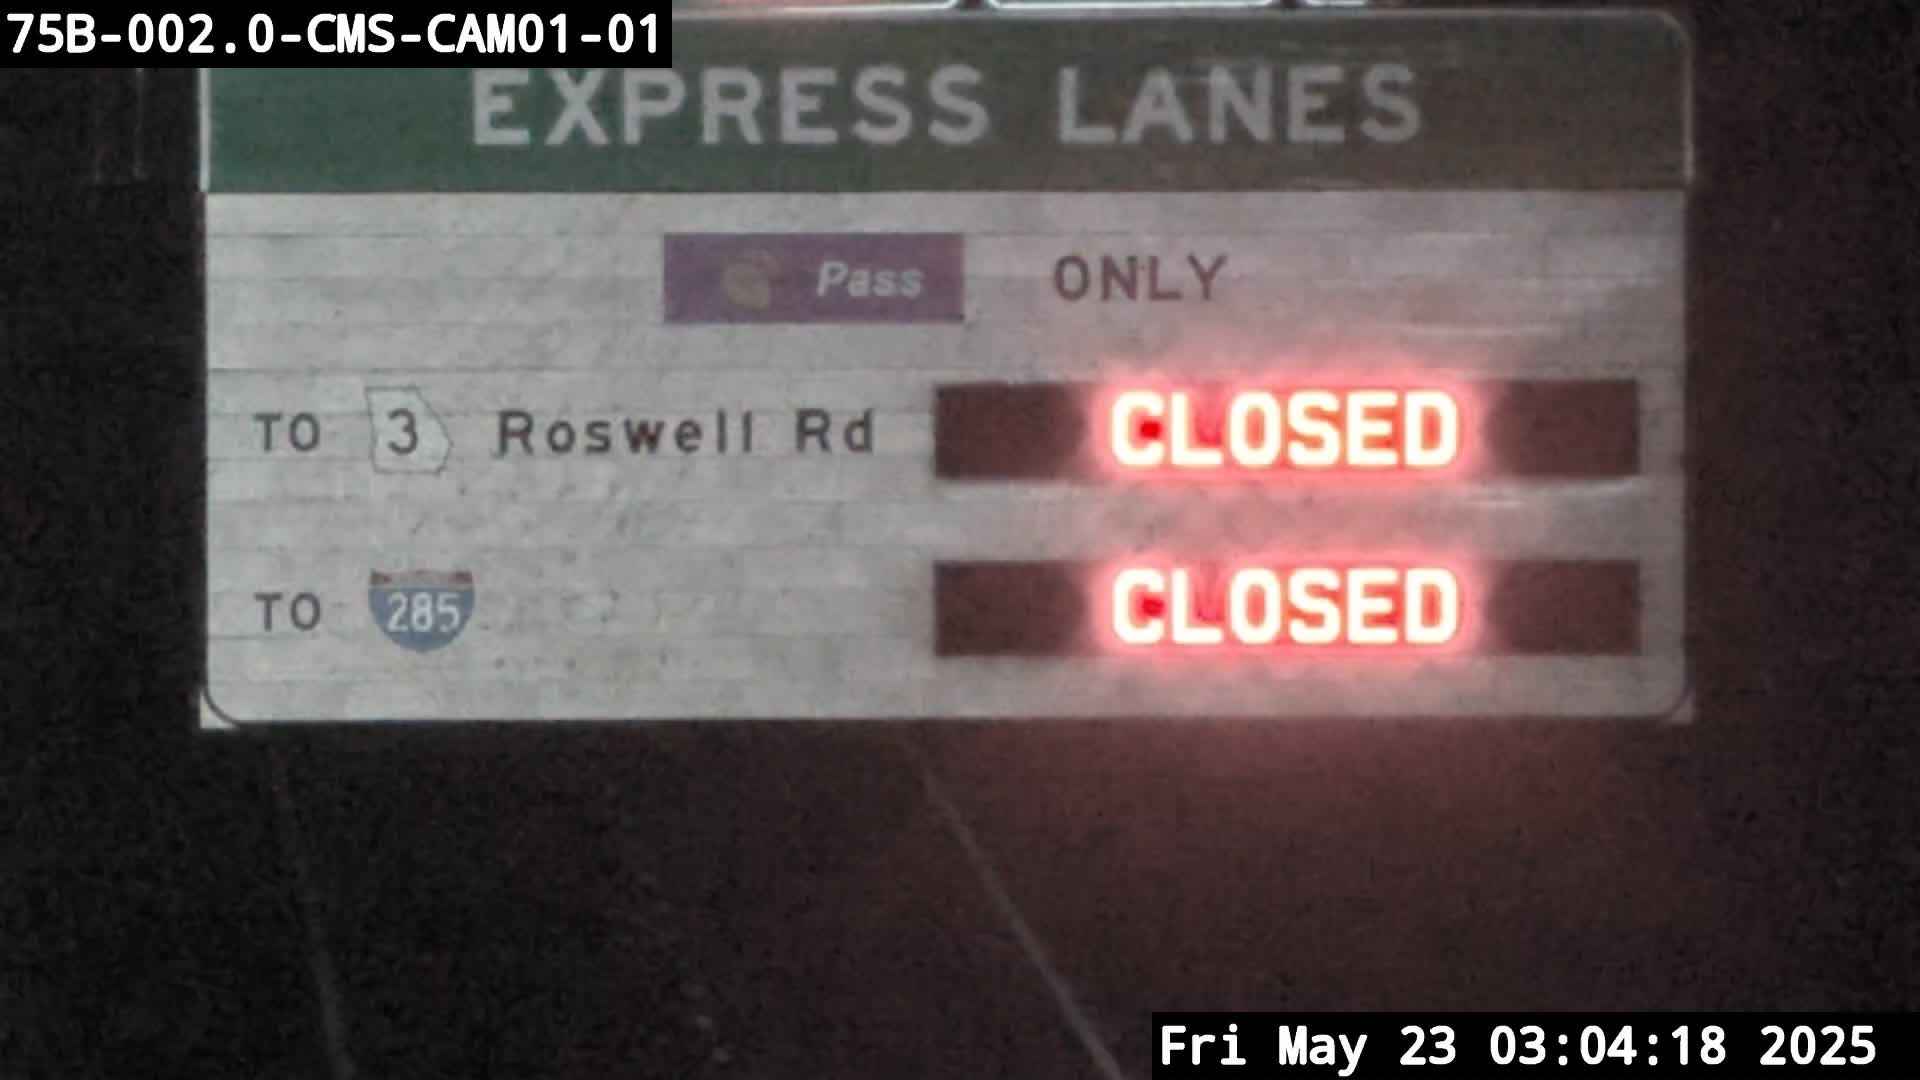 75B-002.0-CMS-CAM01-01
EXPRESS LANES
Pass ONLY
TO 3 Roswell Rd CLOSED
TO 285 CLOSED
Fri May 23 03:04:18 2025